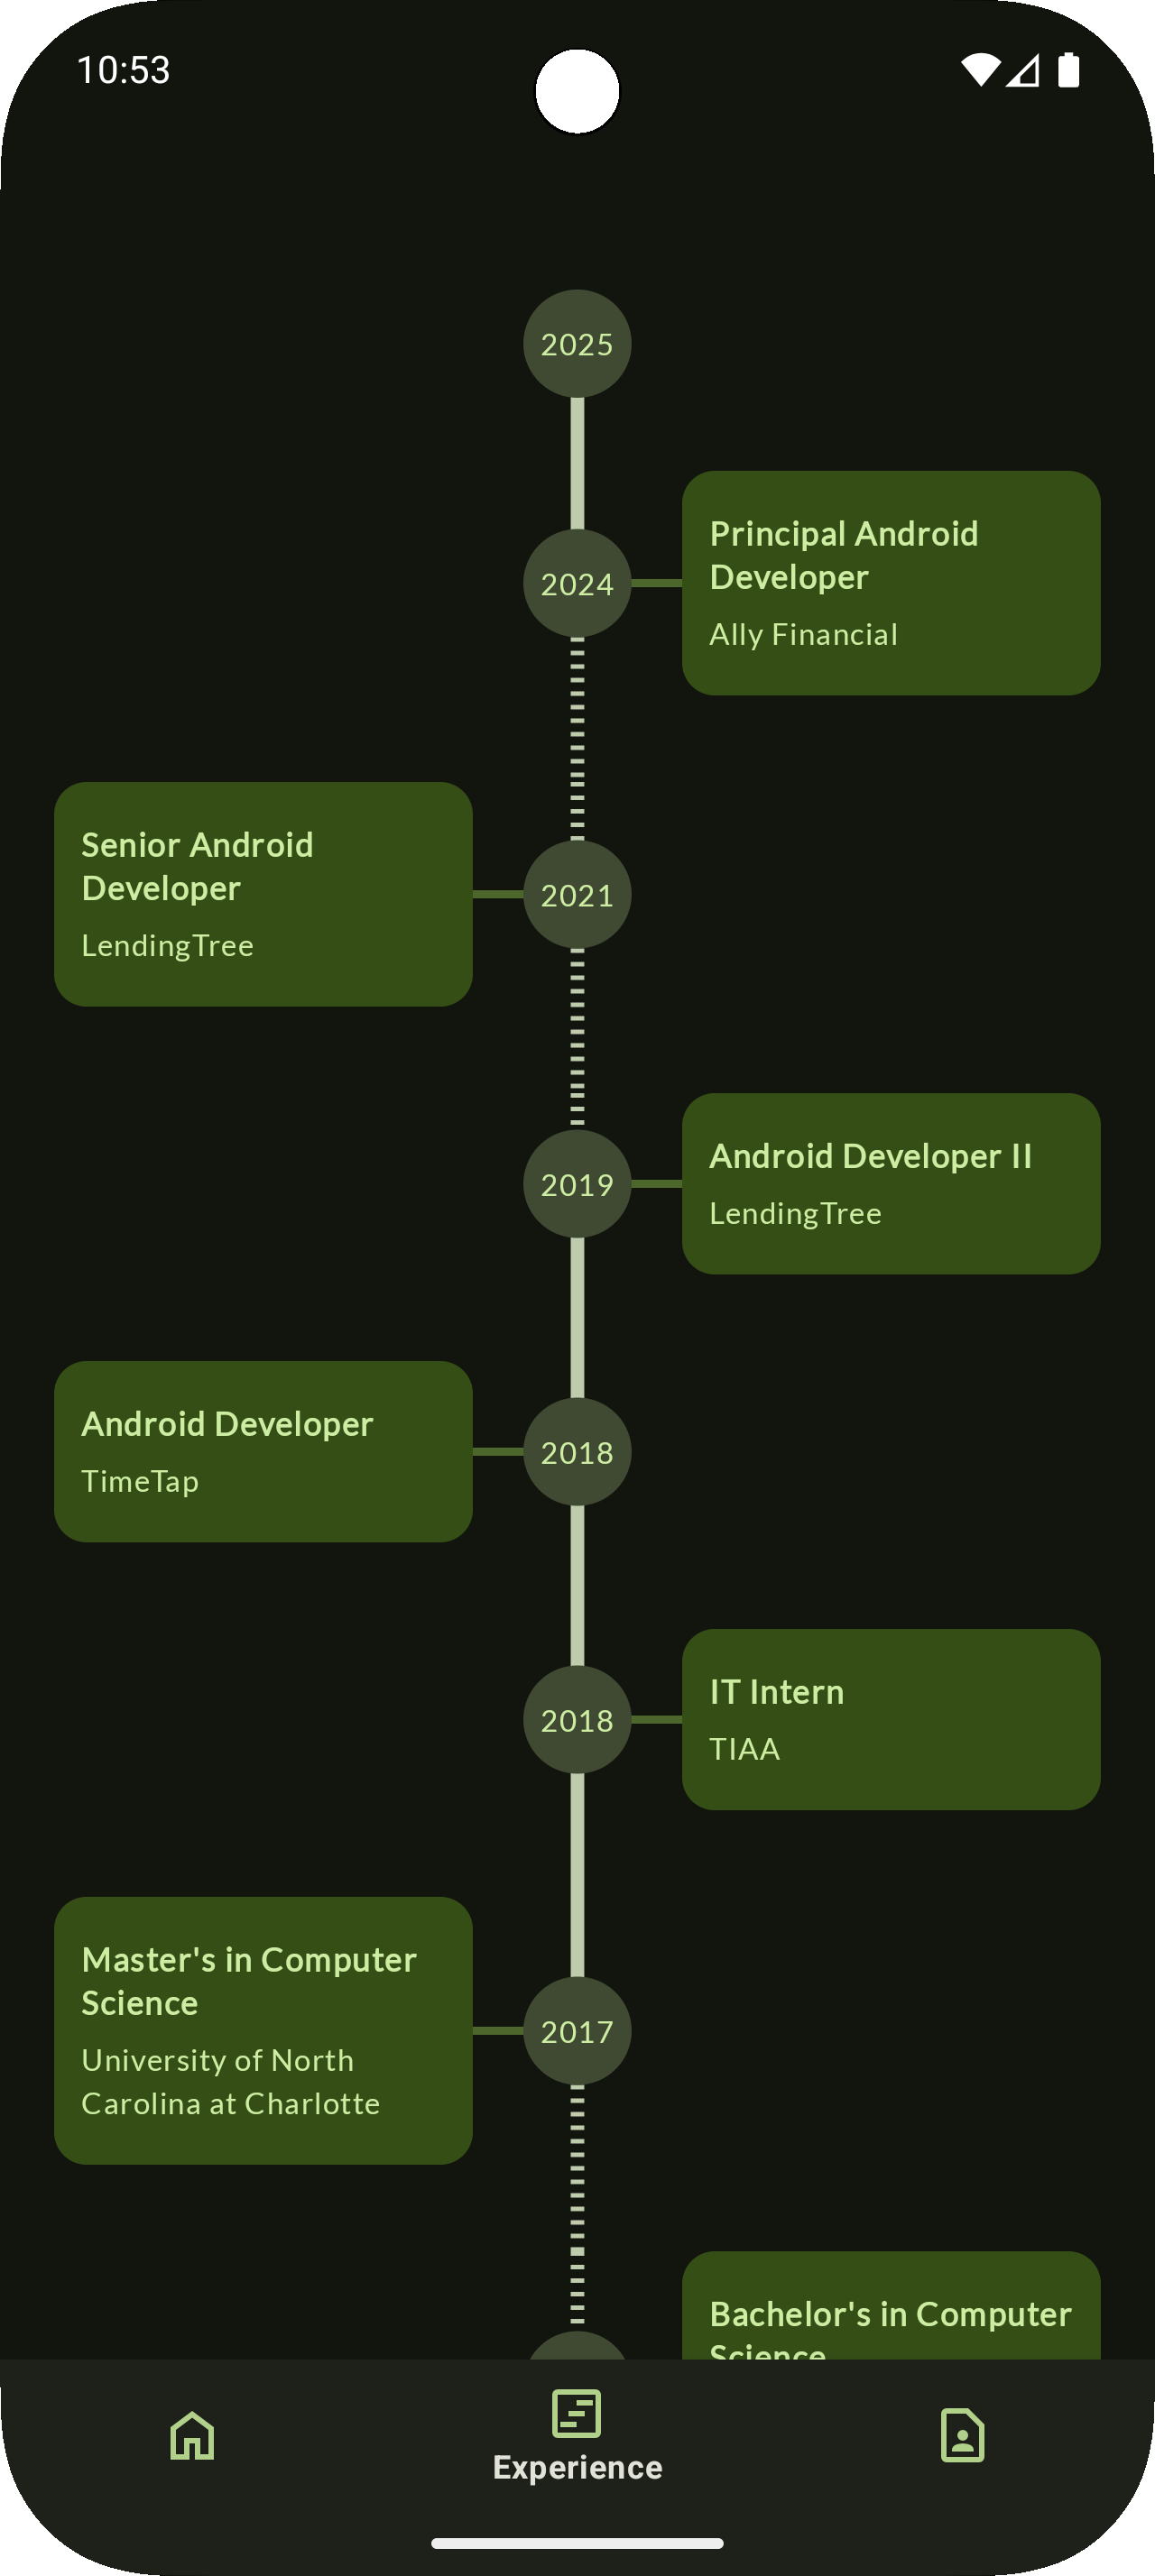 10:53
2025
2024
Principal Android
Developer
Ally Financial
Senior Android
Developer
LendingTree
2021
2019
Android Developer II
LendingTree
Android Developer
TimeTap
2018
2018
IT Intern
TIAA
Master's in Computer
Science
University of North
Carolina at Charlotte
2017
Bachelor's in Computer
Science
Experience